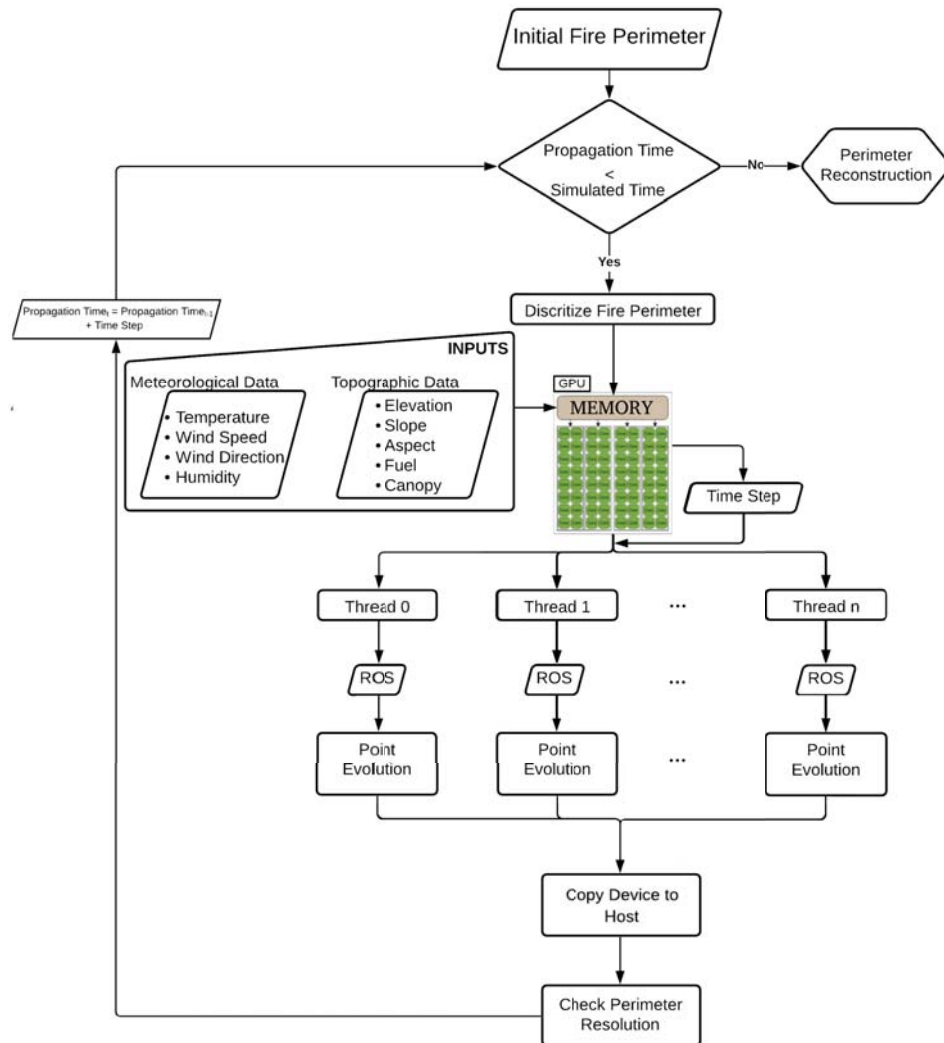 Initial Fire Perimeter
Propagation Time
<
Simulated Time
No
Perimeter
Reconstruction
Yes
Propagation Timet = Propagation Timet-1
+ Time Step
Discritize Fire Perimeter
INPUTS
Meteorological Data
• Temperature
• Wind Speed
• Wind Direction
• Humidity
Topographic Data
• Elevation
• Slope
• Aspect
• Fuel
• Canopy
GPU
MEMORY
Time Step
Thread 0
Thread 1
...
Thread n
ROS
ROS
...
ROS
Point
Evolution
Point
Evolution
...
Point
Evolution
Copy Device to
Host
Check Perimeter
Resolution